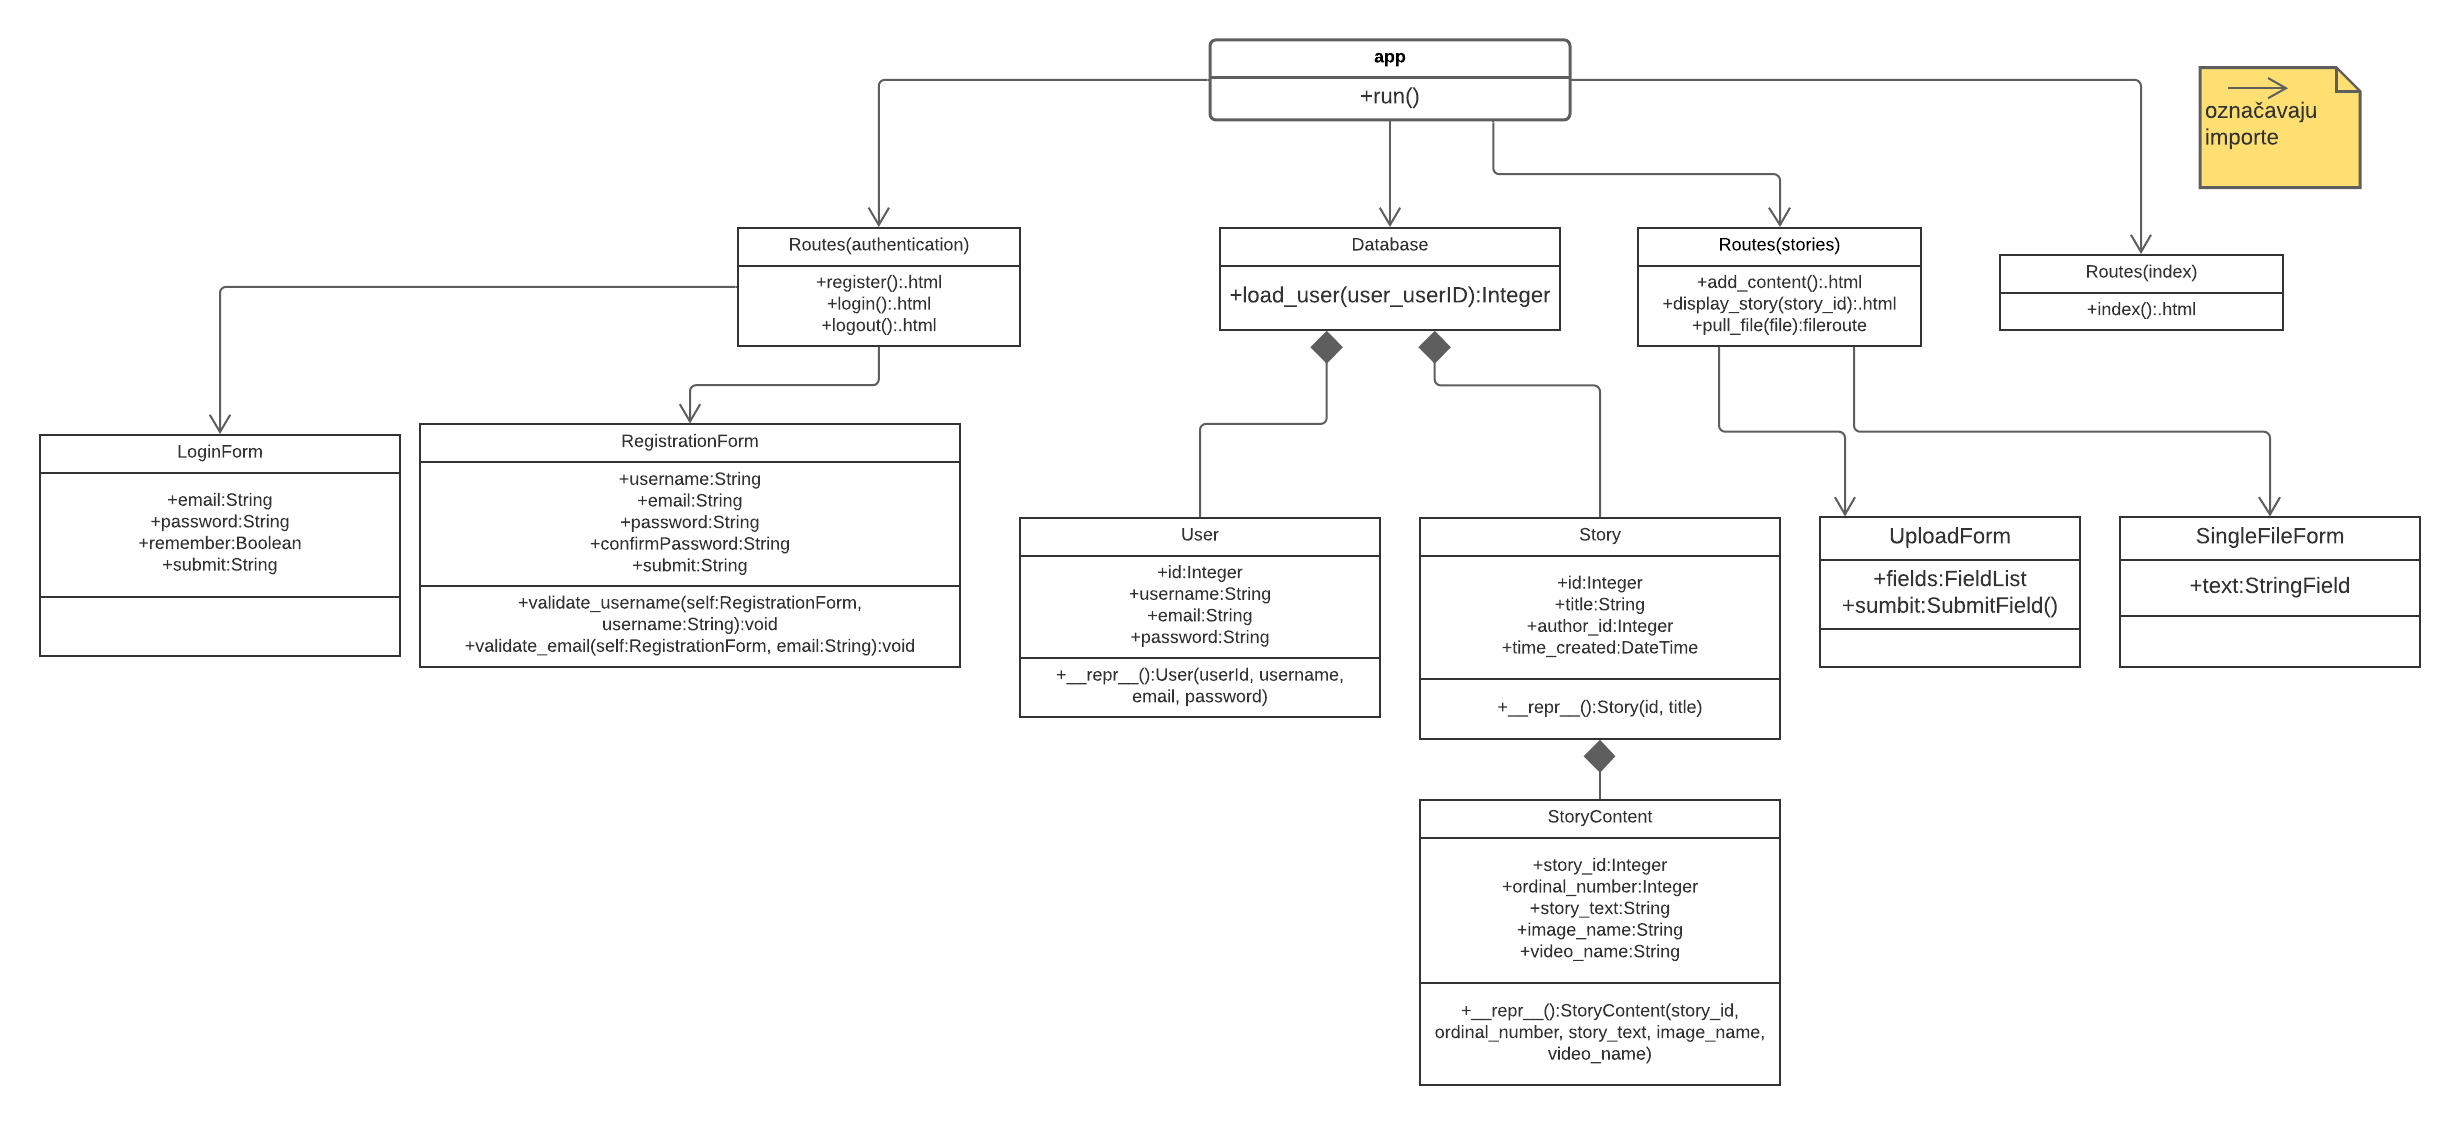 app
+run()
označavaju
importe
Routes(authentication)
+register():.html
+login():.html
+logout():.html
Database
+load_user(user_userID):Integer
Routes(stories)
+add_content():.html
+display_story(story_id):.html
+pull_file(file):fileroute
Routes(index)
+index():.html
LoginForm
+email:String
+password:String
+remember:Boolean
+submit:String
RegistrationForm
+username:String
+email:String
+password:String
+confirmPassword:String
+submit:String
+validate_username(self:RegistrationForm,
username:String):void
+validate_email(self:RegistrationForm, email:String):void
User
+id:Integer
+username:String
+email:String
+password:String
+__repr__():User(userId, username,
email, password)
Story
+id:Integer
+title:String
+author_id:Integer
+time_created:DateTime
+__repr__():Story(id, title)
UploadForm
+fields:FieldList
+sumbit:SubmitField()
SingleFileForm
+text:StringField
StoryContent
+story_id:Integer
+ordinal_number:Integer
+story_text:String
+image_name:String
+video_name:String
+__repr__():StoryContent(story_id,
ordinal_number, story_text, image_name,
video_name)